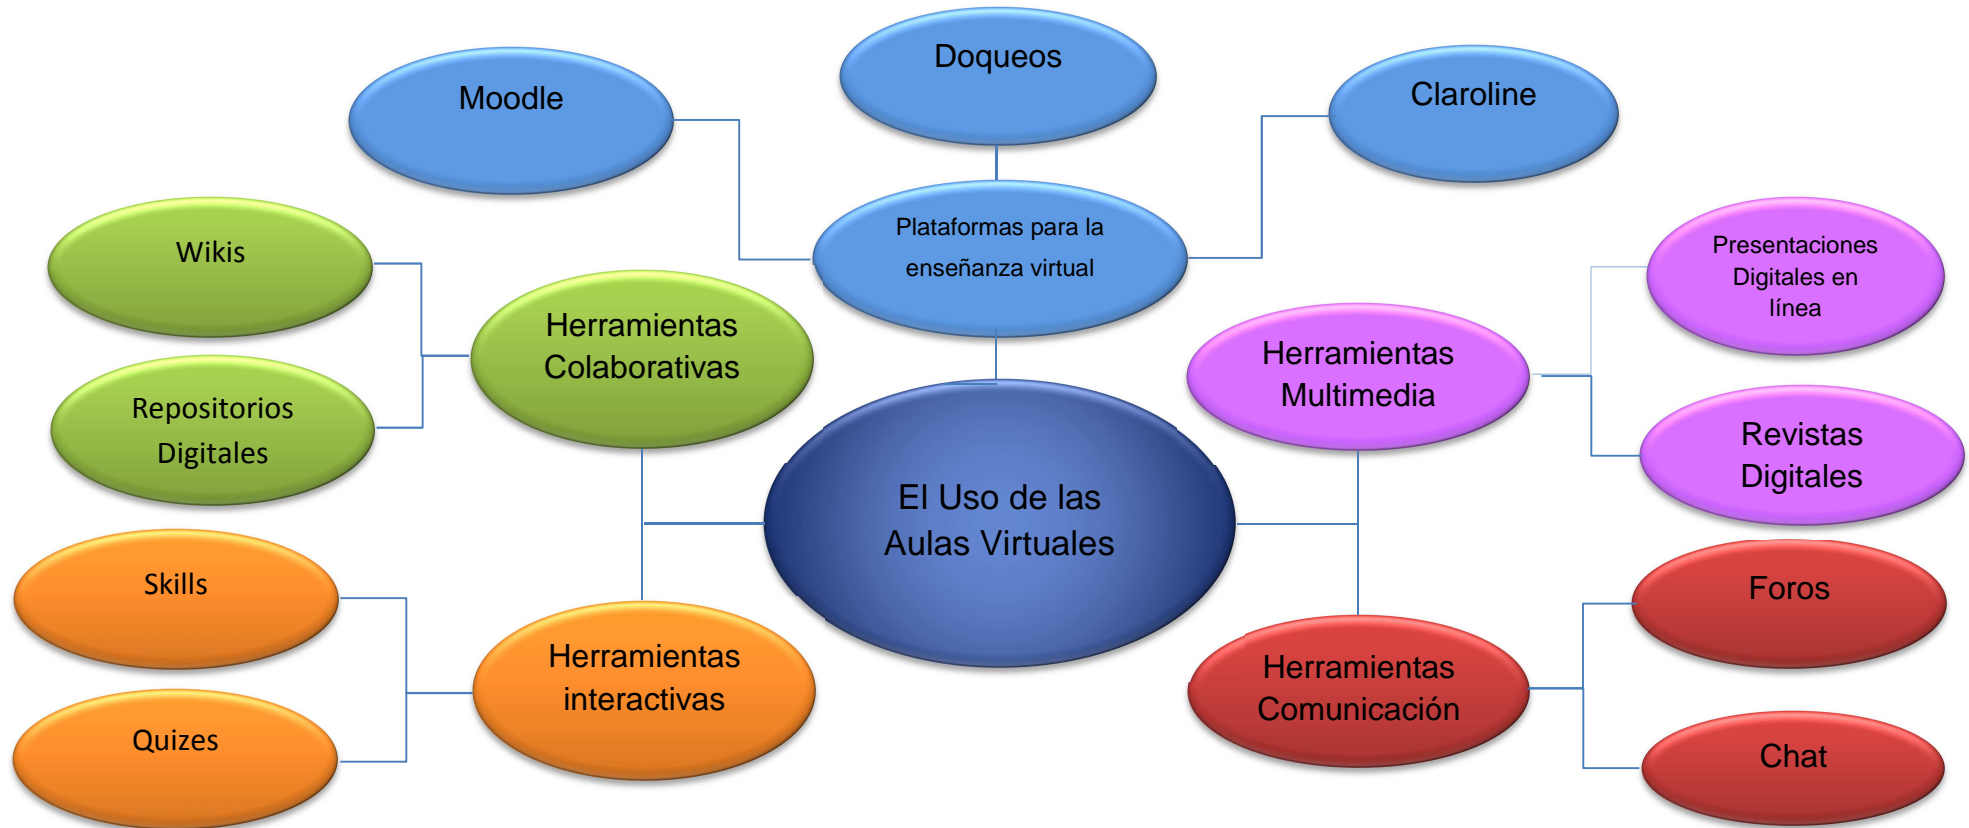 Doqueos
Moodle
Claroline
Plataformas para la
enseñanza virtual
Wikis
Repositorios
Digitales
Herramientas
Colaborativas
Presentaciones
Digitales en
línea
Herramientas
Multimedia
Revistas
Digitales
El Uso de las
Aulas Virtuales
Skills
Quizes
Herramientas
interactivas
Herramientas
Comunicación
Foros
Chat